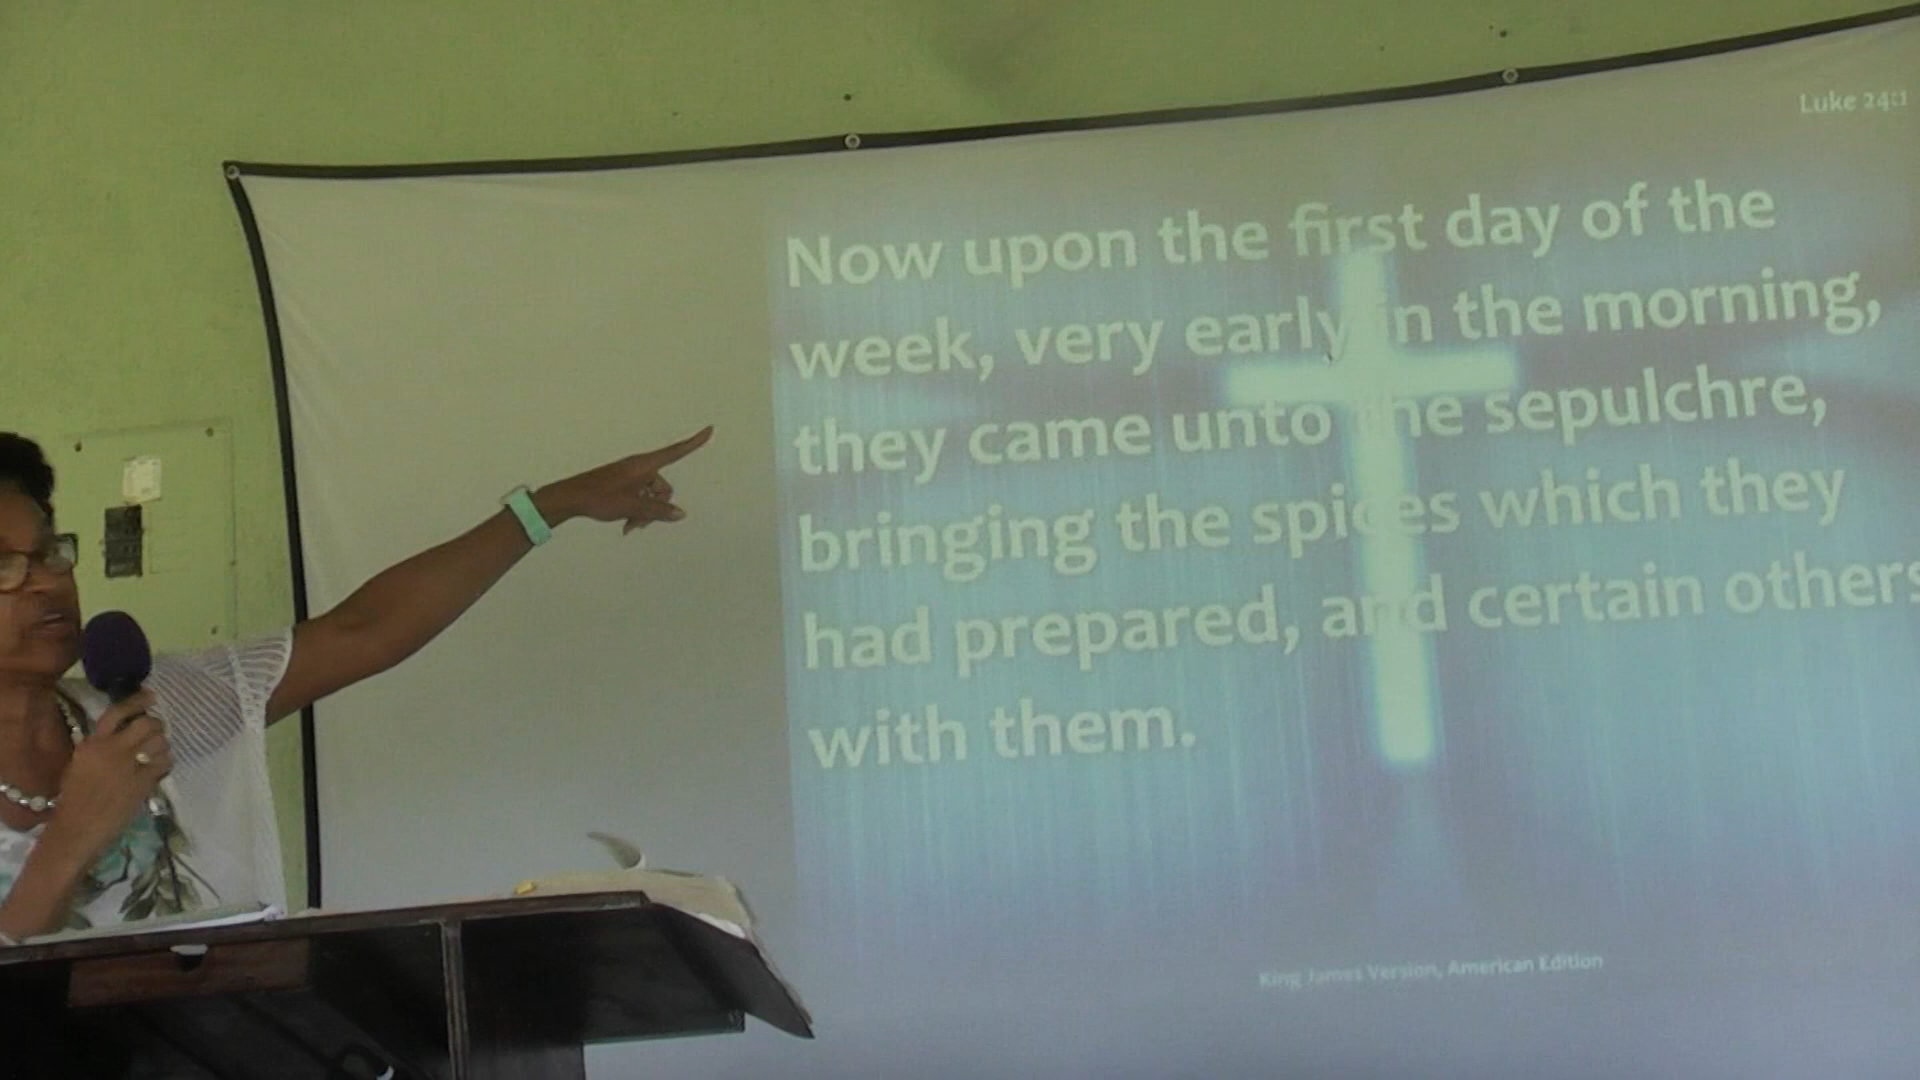 Luke 24:1
Now upon the first day of the
week, very early in the morning,
they came unto the sepulchre,
bringing the spices which they
had prepared, and certain others
with them.
King James Version, American Edition